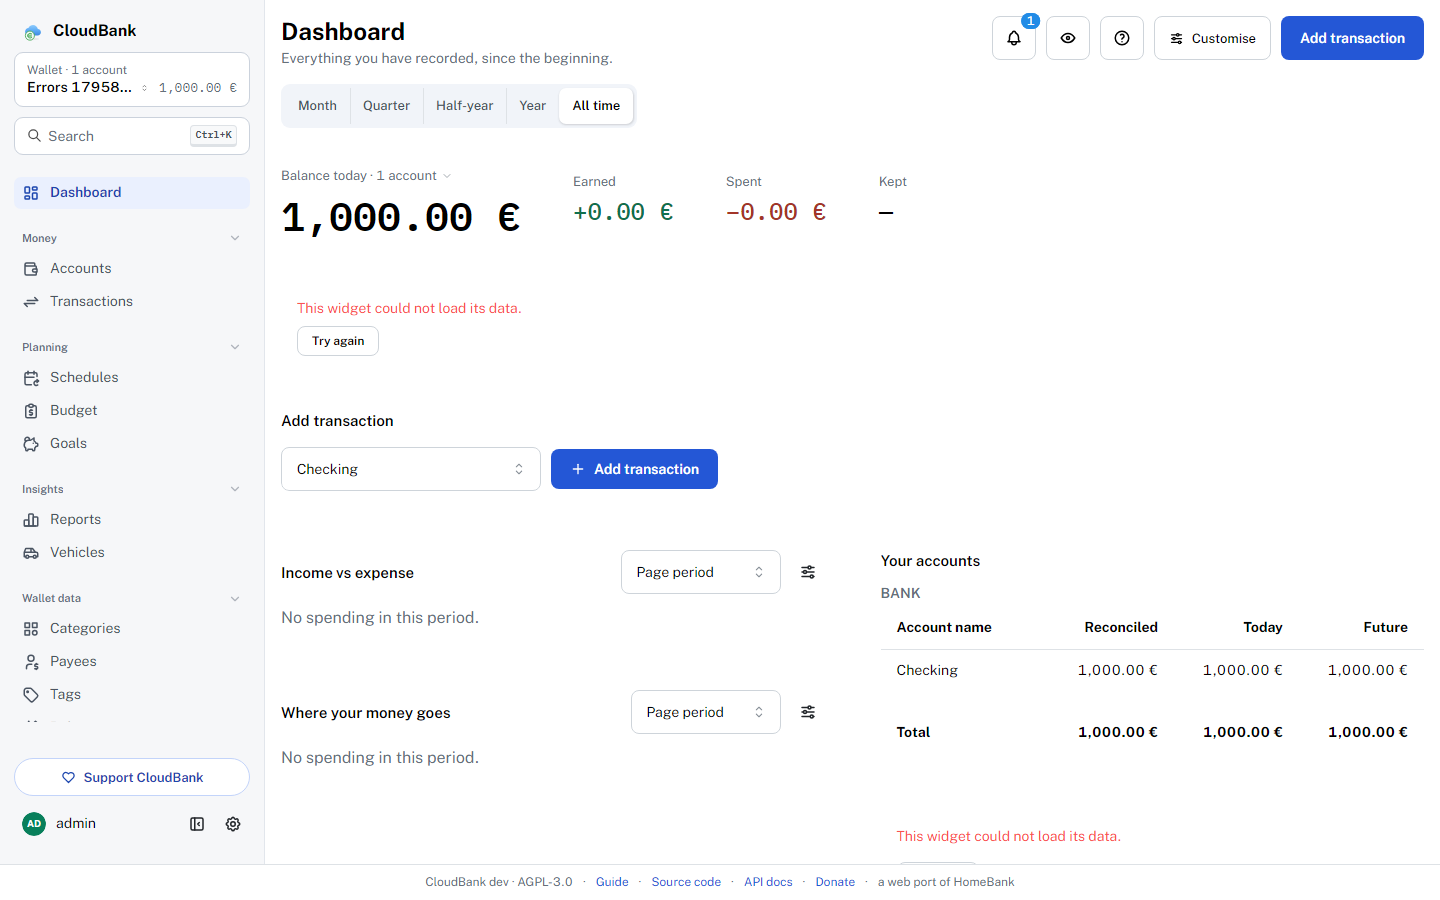 CloudBank
Wallet · 1 account
Errors 17958... 1,000.00 €
Search Ctrl+K
Dashboard
Money
Accounts
Transactions
Planning
Schedules
Budget
Goals
Insights
Reports
Vehicles
Wallet data
Categories
Payees
Tags
Support CloudBank
AD admin
Dashboard
Everything you have recorded, since the beginning.
1
Customise
Add transaction
Month Quarter Half-year Year All time
Balance today · 1 account
1,000.00 €
Earned
+0.00 €
Spent
−0.00 €
Kept
—
This widget could not load its data.
Try again
Add transaction
Checking
+ Add transaction
Income vs expense Page period
No spending in this period.
Where your money goes Page period
No spending in this period.
Your accounts
BANK
Account name Reconciled Today Future
Checking 1,000.00 € 1,000.00 € 1,000.00 €
Total 1,000.00 € 1,000.00 € 1,000.00 €
This widget could not load its data.
CloudBank dev · AGPL-3.0 · Guide · Source code · API docs · Donate · a web port of HomeBank